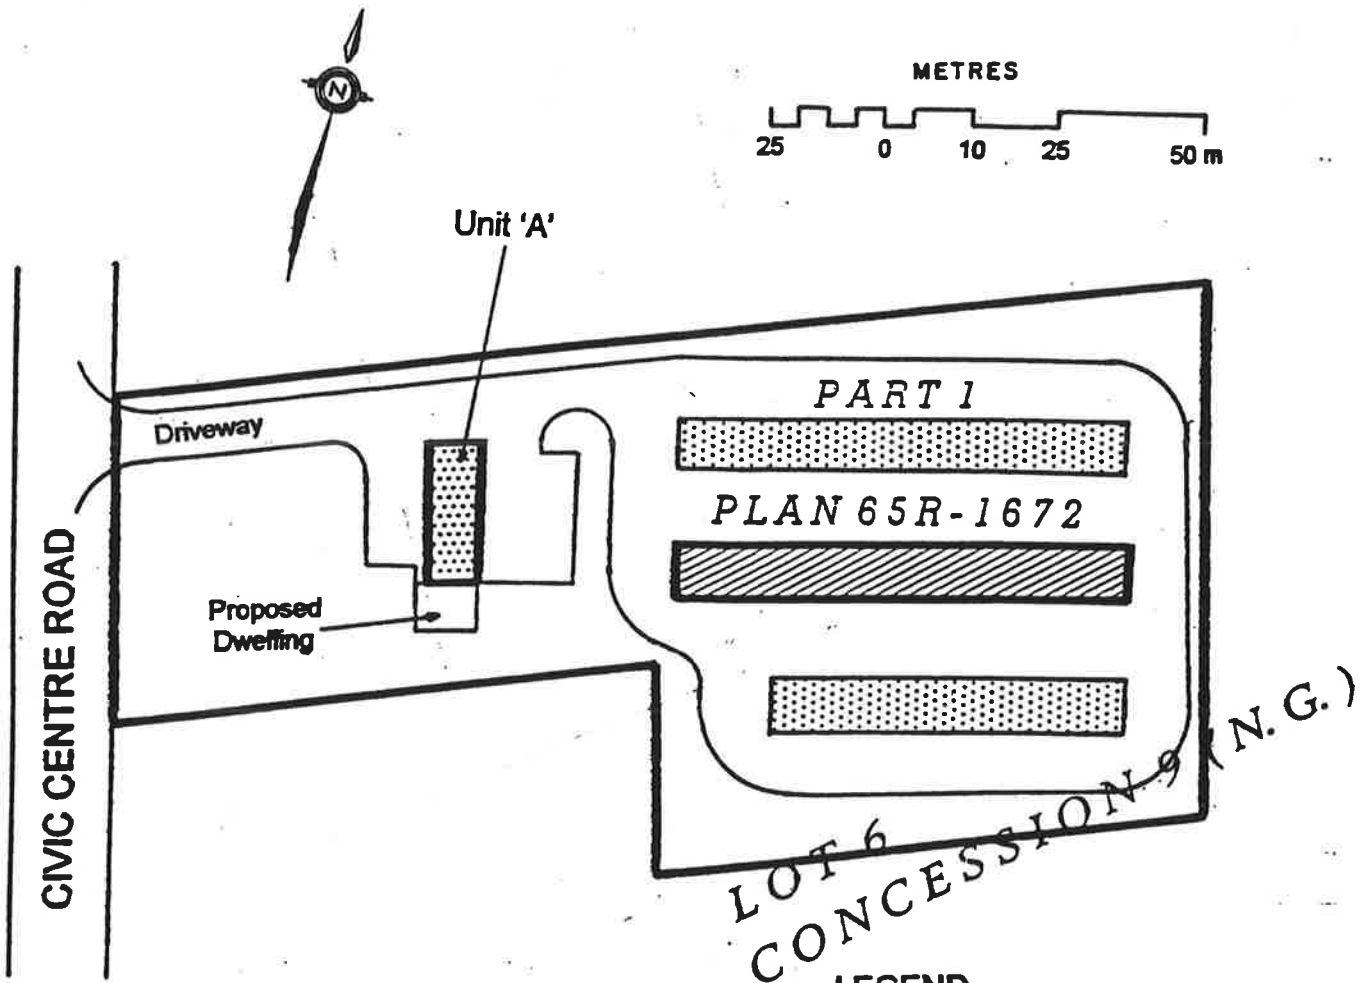 N
METRES
25 0 10 25 50 m
Unit 'A'
PART 1
Driveway
PLAN 65R-1672
CIVIC CENTRE ROAD
Proposed
Dwelling
LOT 6
CONCESSION 9 (N.G.)
LEGEND